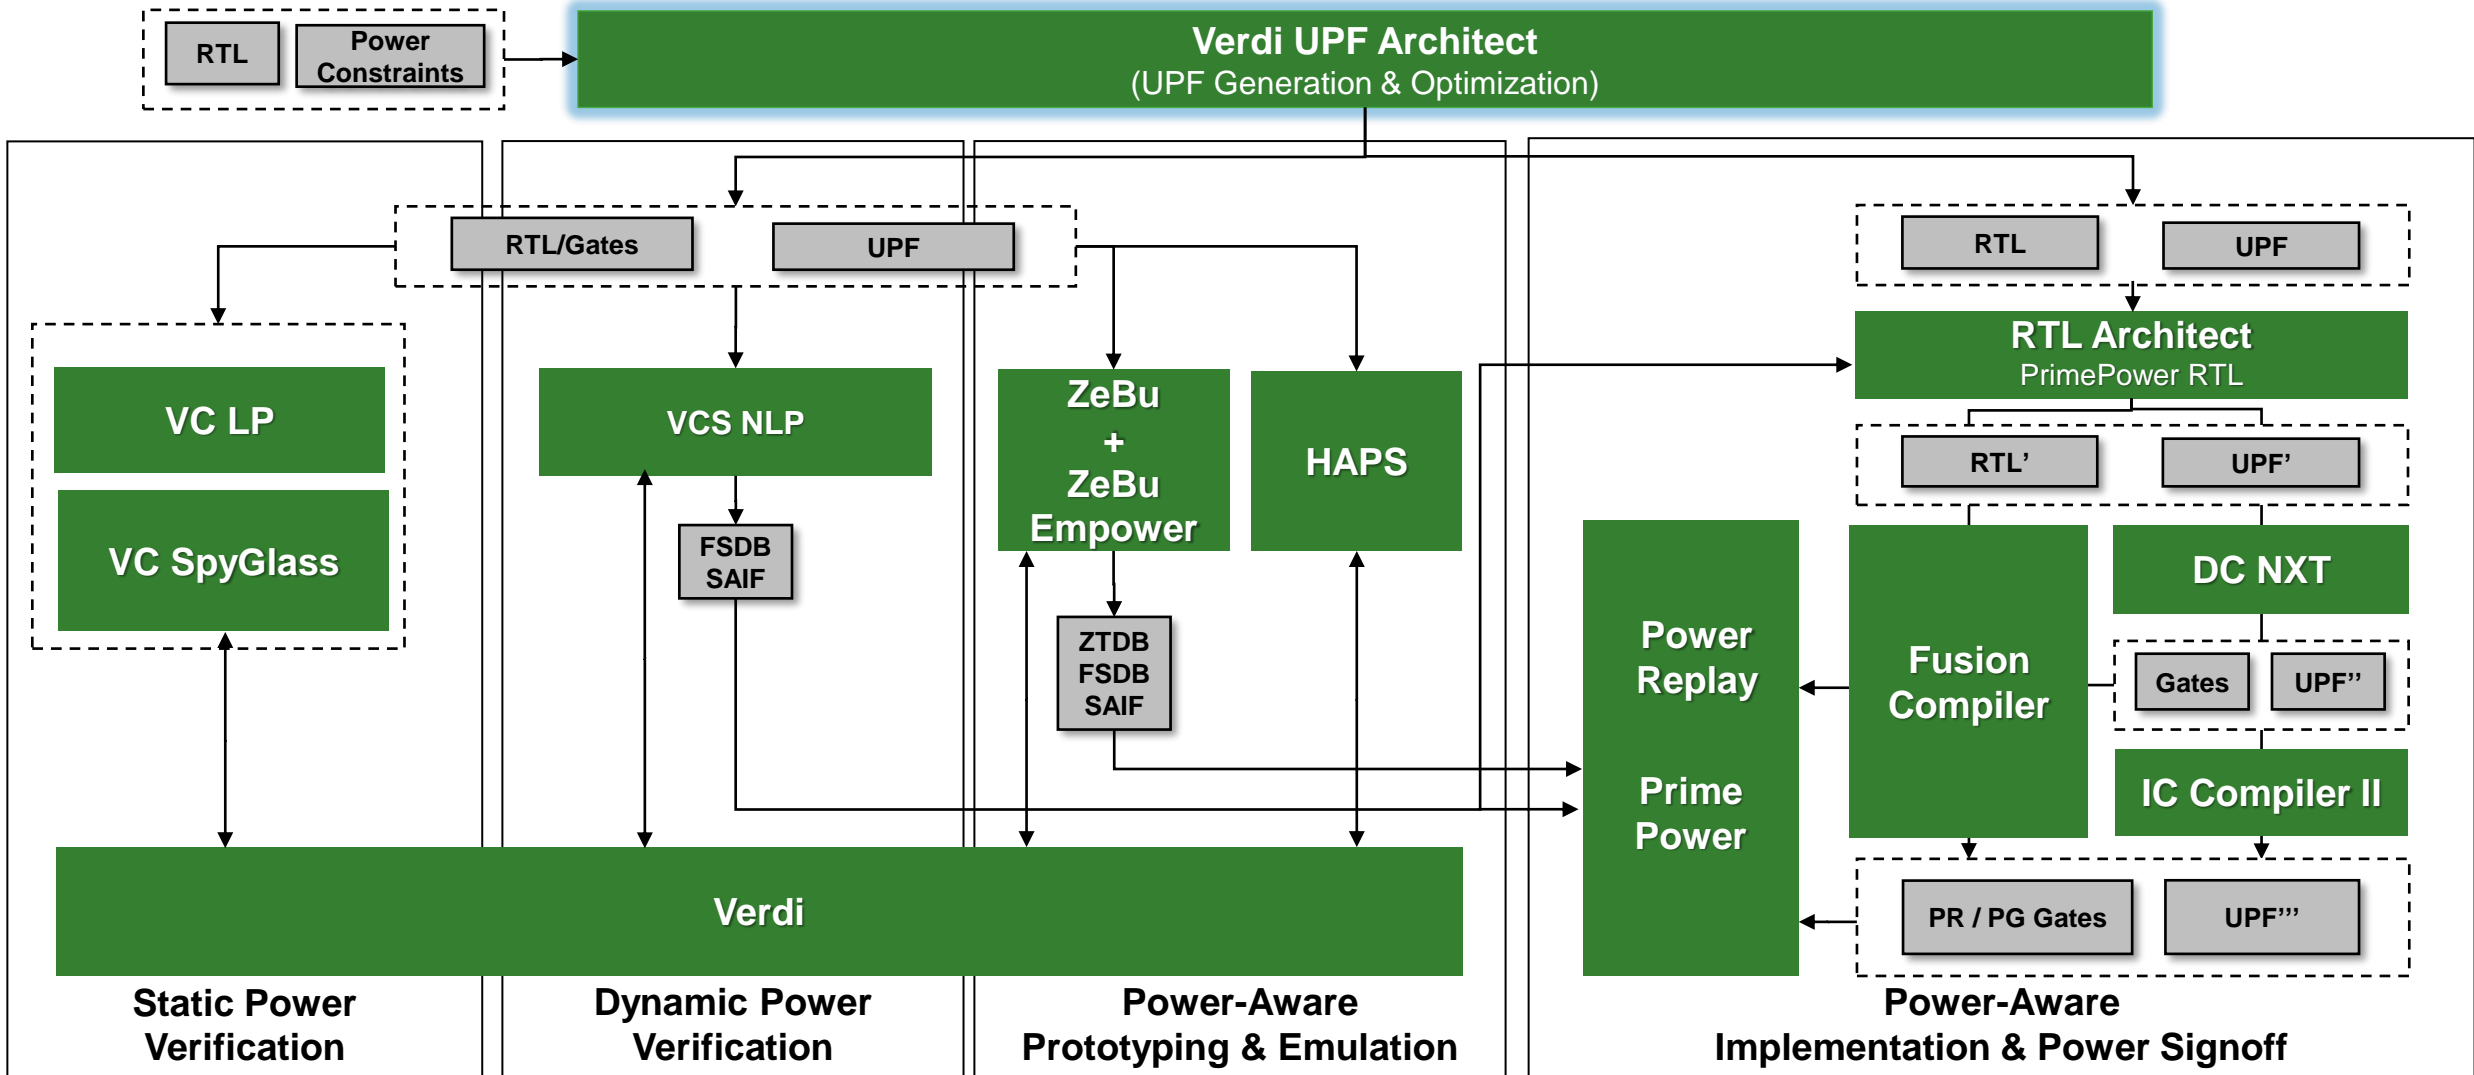 RTL
Power
Constraints
Verdi UPF Architect
(UPF Generation & Optimization)
RTL/Gates
UPF
RTL
UPF
VC LP
VC SpyGlass
VCS NLP
FSDB
SAIF
ZeBu
+
ZeBu
Empower
HAPS
ZTDB
FSDB
SAIF
RTL Architect
PrimePower RTL
RTL’
UPF’
Power
Replay
Prime
Power
Fusion
Compiler
DC NXT
Gates
UPF’’
IC Compiler II
PR / PG Gates
UPF’’’
Verdi
Static Power
Verification
Dynamic Power
Verification
Power-Aware
Prototyping & Emulation
Power-Aware
Implementation & Power Signoff